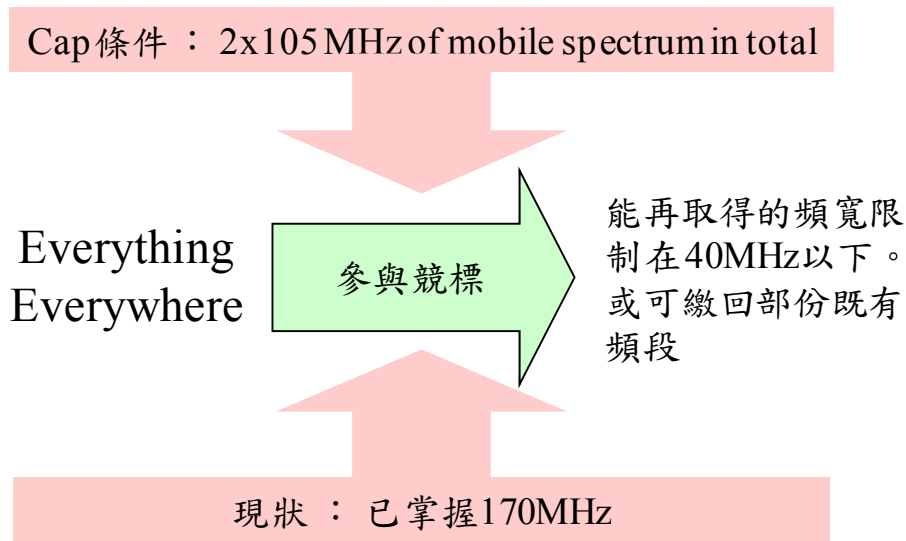 Cap條件：2x105MHz of mobile spectrum in total
Everything
Everywhere
參與競標
能再取得的頻寬限
制在40MHz以下。
或可繳回部份既有
頻段
現狀：已掌握170MHz